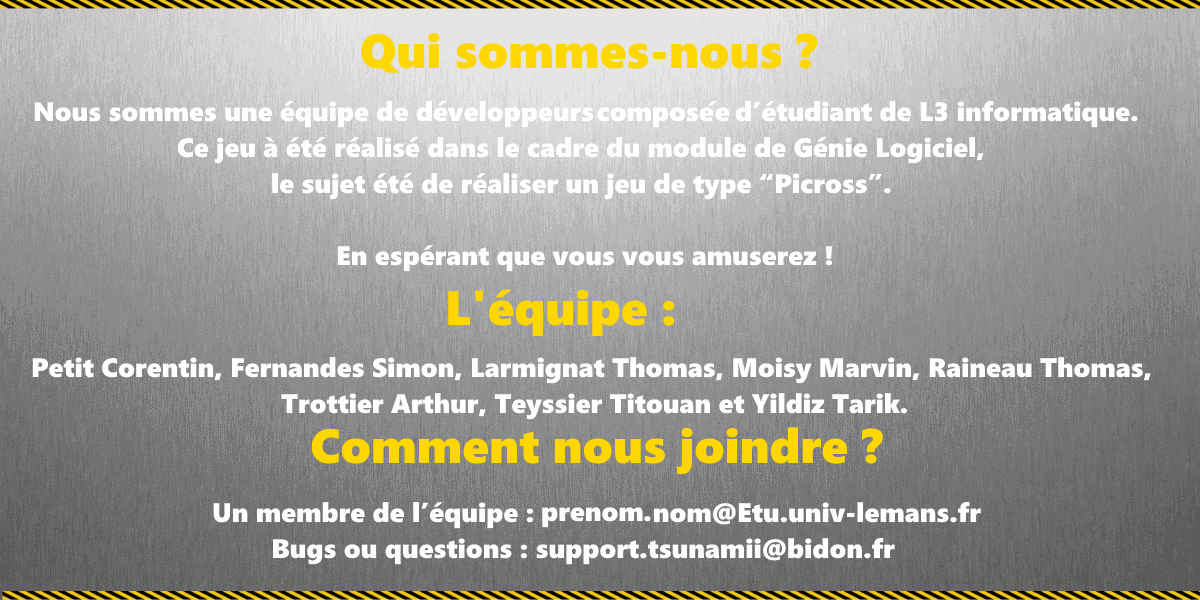 Qui sommes-nous ?
Nous sommes une équipe de développeurs composée d’étudiant de L3 informatique.
Ce jeu à été réalisé dans le cadre du module de Génie Logiciel,
le sujet été de réaliser un jeu de type “Picross”.
En espérant que vous vous amuserez !
L'équipe :
Petit Corentin, Fernandes Simon, Larmignat Thomas, Moisy Marvin, Raineau Thomas,
Trottier Arthur, Teyssier Titouan et Yildiz Tarik.
Comment nous joindre ?
Un membre de l’équipe : prenom.nom@Etu.univ-lemans.fr
Bugs ou questions : support.tsunamii@bidon.fr